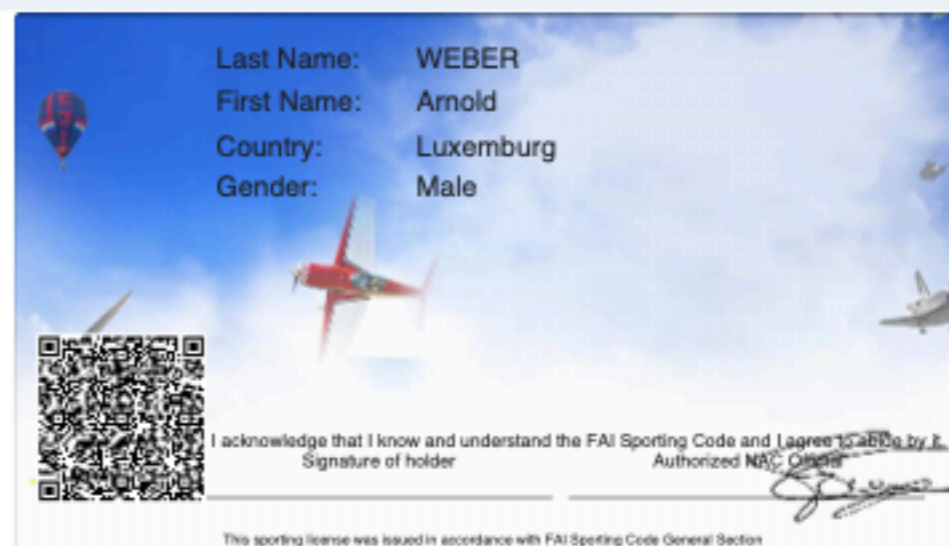 Last Name: WEBER
First Name: Arnold
Country: Luxemburg
Gender: Male
I acknowledge that I know and understand the FAI Sporting Code and I agree to abide by it.
Signature of holder Authorized NAC Official
This sporting license was issued in accordance with FAI Sporting Code General Section